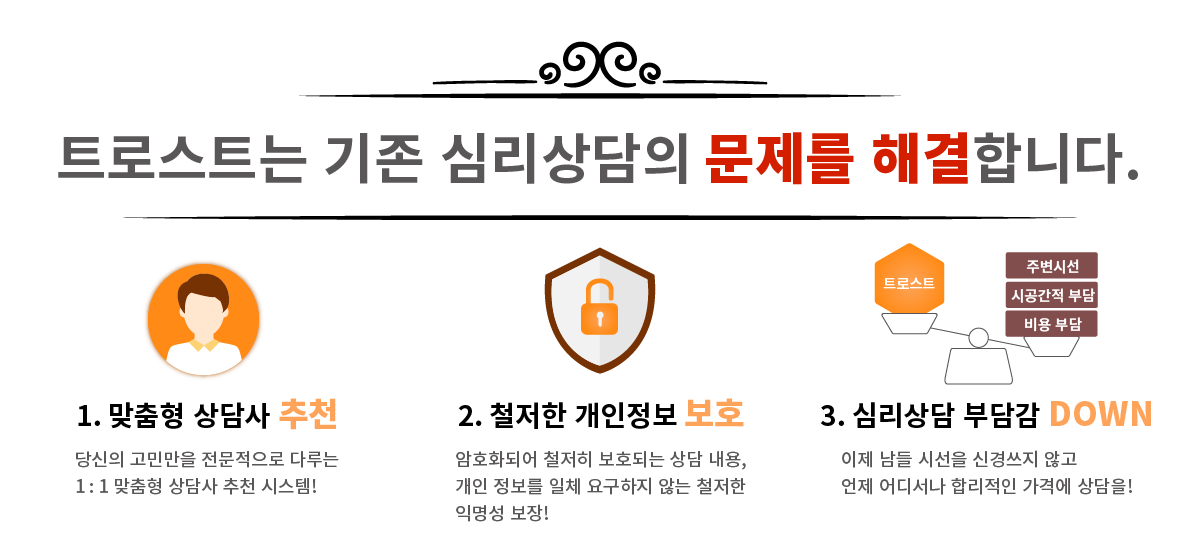 트로스트는 기존 심리상담의 문제를 해결합니다.
트로스트
주변시선
시공간적 부담
비용 부담
1. 맞춤형 상담사 추천
당신의 고민만을 전문적으로 다루는
1 : 1 맞춤형 상담사 추천 시스템!
2. 철저한 개인정보 보호
암호화되어 철저히 보호되는 상담 내용,
개인 정보를 일체 요구하지 않는 철저한
익명성 보장!
3. 심리상담 부담감 DOWN
이제 남들 시선을 신경쓰지 않고
언제 어디서나 합리적인 가격에 상담을!